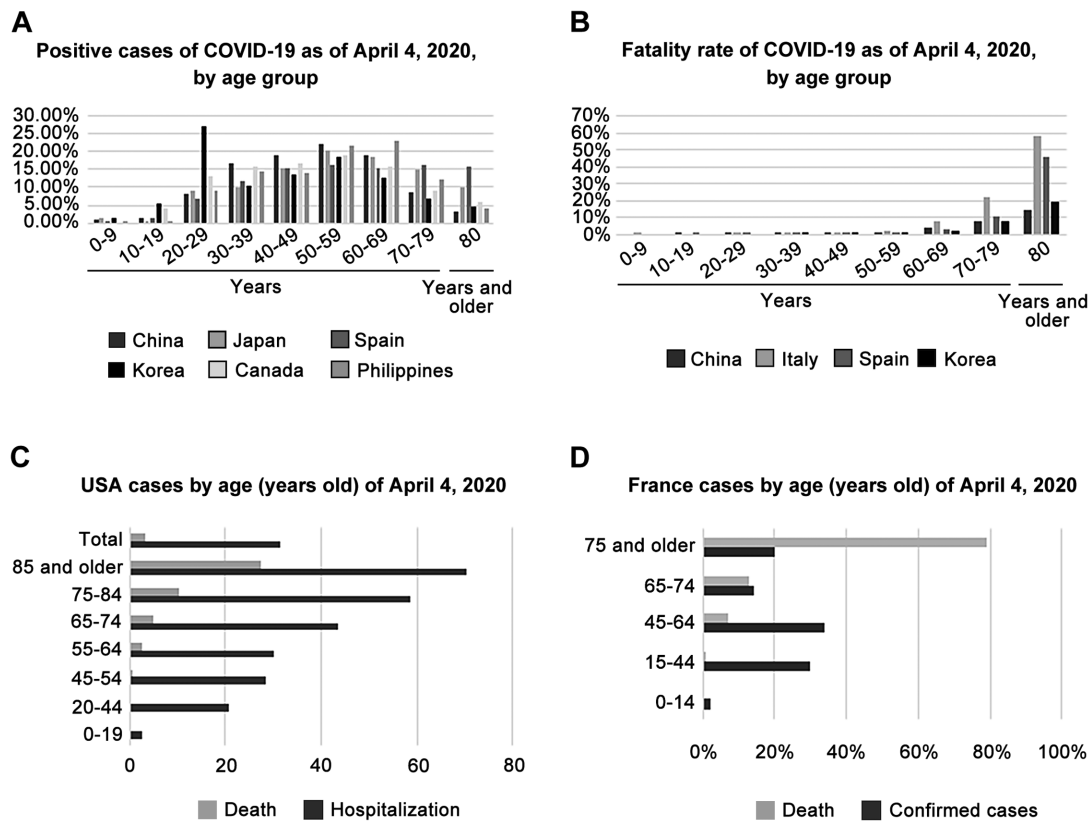 A
Positive cases of COVID-19 as of April 4, 2020,
by age group
30.00%
25.00%
20.00%
15.00%
10.00%
5.00%
0.00%
0-9 10-19 20-29 30-39 40-49 50-59 60-69 70-79 80
Years
Years and
older
China Japan Spain
Korea Canada Philippines
B
Fatality rate of COVID-19 as of April 4, 2020,
by age group
70%
60%
50%
40%
30%
20%
10%
0%
0-9 10-19 20-29 30-39 40-49 50-59 60-69 70-79 80
Years
Years and
older
China Italy Spain Korea
C
USA cases by age (years old) of April 4, 2020
Total
85 and older
75-84
65-74
55-64
45-54
20-44
0-19
0 20 40 60 80
Death Hospitalization
D
France cases by age (years old) of April 4, 2020
75 and older
65-74
45-64
15-44
0-14
0% 20% 40% 60% 80% 100%
Death Confirmed cases